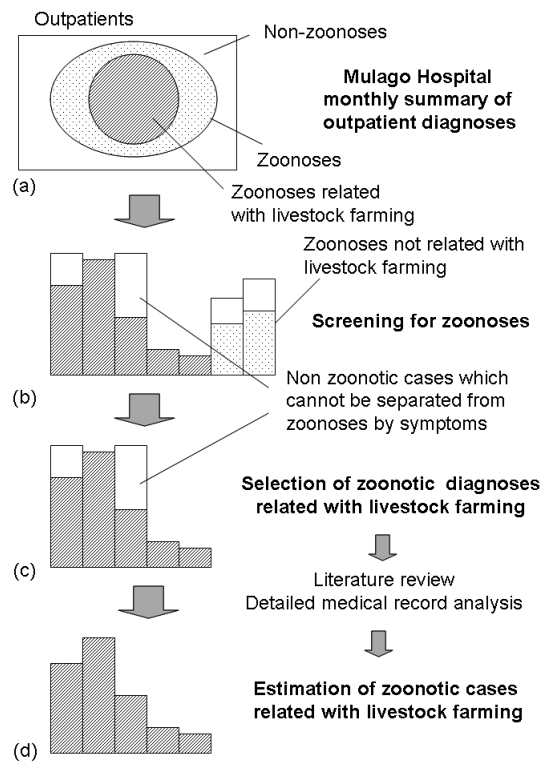 Outpatients
Non-zoonoses
Mulago Hospital
monthly summary of
outpatient diagnoses
Zoonoses
(a)
Zoonoses related
with livestock farming
Zoonoses not related with
livestock farming
Screening for zoonoses
Non zoonotic cases which
cannot be separated from
zoonoses by symptoms
(b)
Selection of zoonotic diagnoses
related with livestock farming
(c)
Literature review
Detailed medical record analysis
Estimation of zoonotic cases
related with livestock farming
(d)